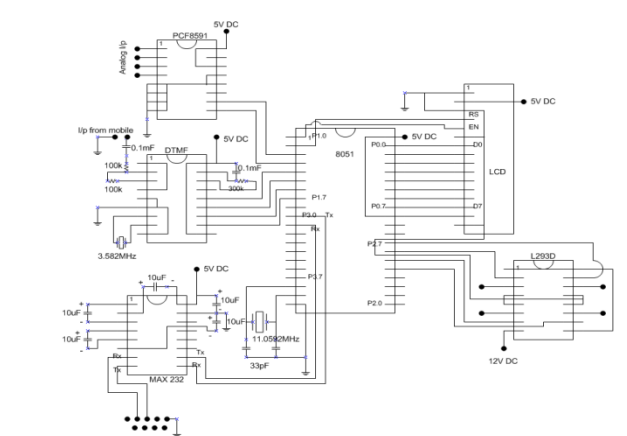 5V DC
PCF8591
1
Analog I/p
I/p from mobile
0.1mF
DTMF
1
5V DC
0.1mF
100k
100k
300k
3.582MHz
1
P1.0
8051
5V DC
P0.0
P1.7
P3.0
Tx
Rx
P0.7
P2.7
P3.7
P2.0
1
5V DC
RS
EN
D0
LCD
D7
L293D
1
12V DC
5V DC
10uF
+
-
1
+
10uF
-
+
10uF
-
+
10uF
-
+
10uF
-
11.0592MHz
33pF
Rx
Tx
Tx
Rx
MAX 232